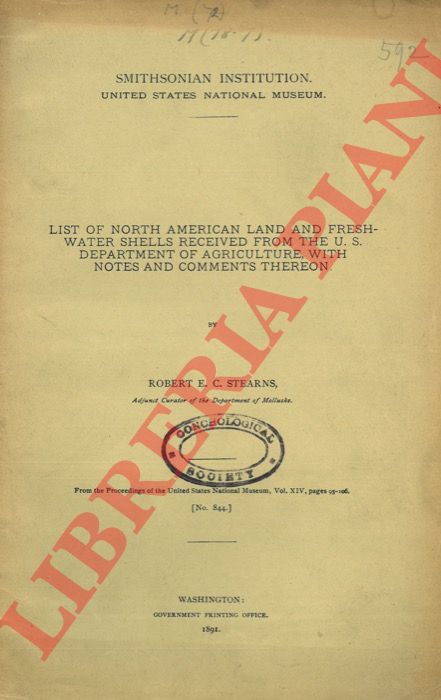 592
SMITHSONIAN INSTITUTION.
UNITED STATES NATIONAL MUSEUM.
LIST OF NORTH AMERICAN LAND AND FRESH-
WATER SHELLS RECEIVED FROM THE U. S.
DEPARTMENT OF AGRICULTURE, WITH
NOTES AND COMMENTS THEREON.
BY
ROBERT E. C. STEARNS,
Adjunct Curator of the Department of Mollusks.
CONCHOLOGICAL
SOCIETY
From the Proceedings of the United States National Museum, Vol. XIV, pages 95-106.
[No. 844.]
WASHINGTON:
GOVERNMENT PRINTING OFFICE.
1891.
LIBRERIA PIANI